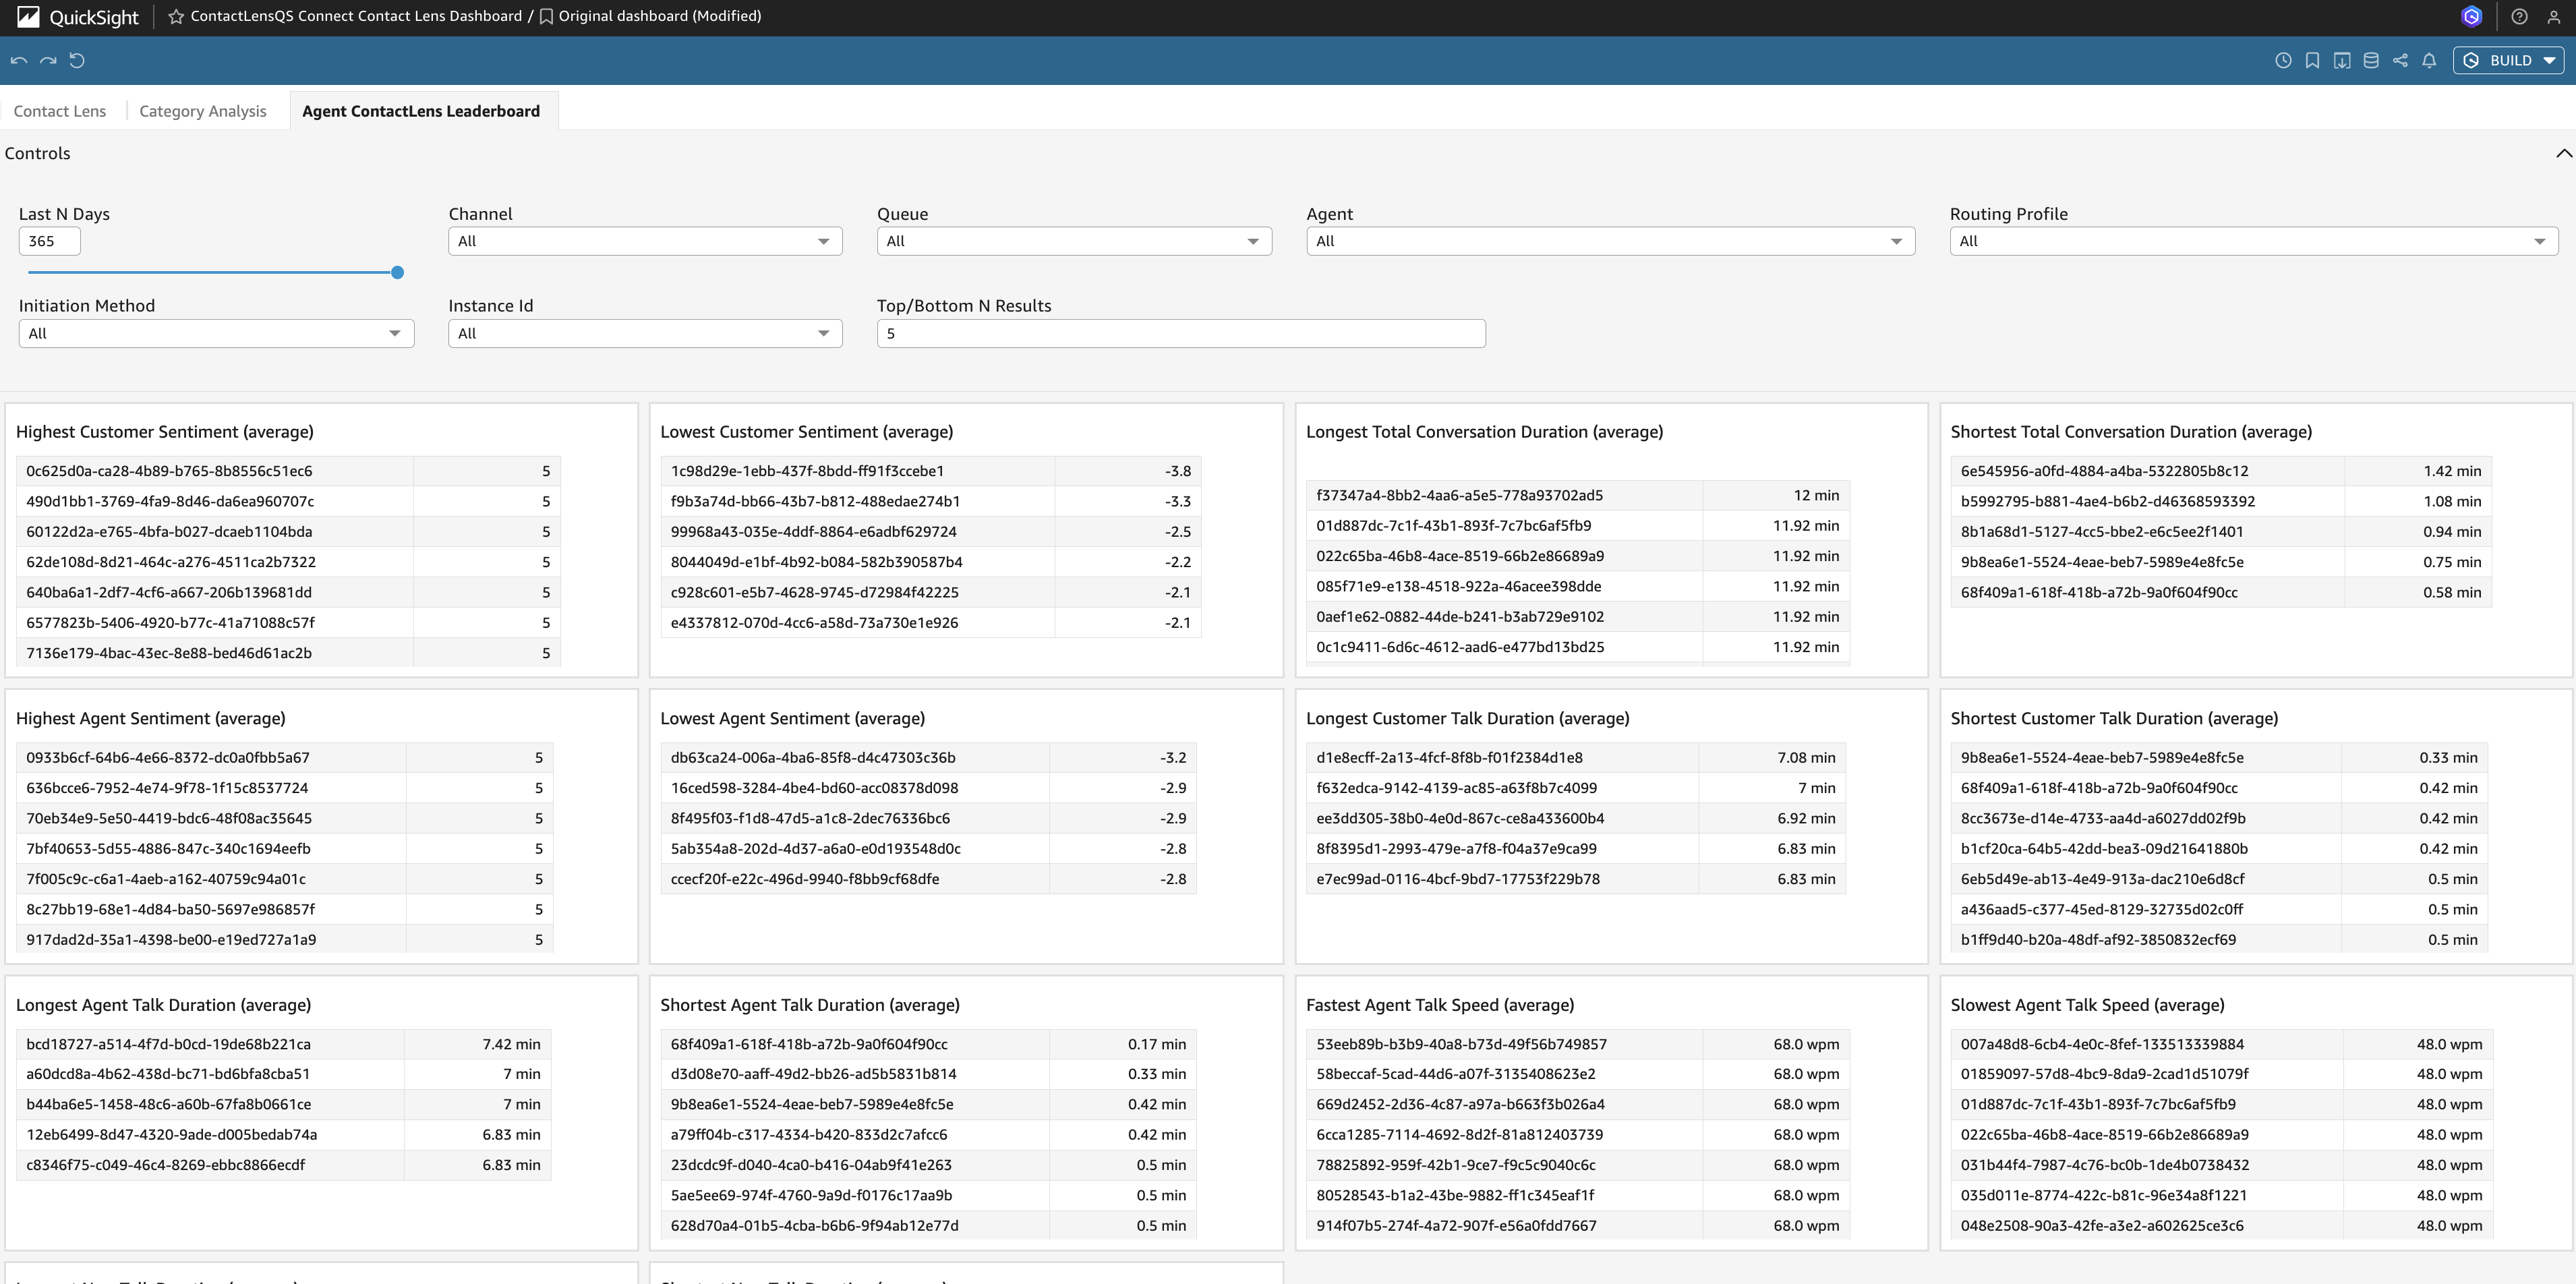 QuickSight
ContactLensQS Connect Contact Lens Dashboard / Original dashboard (Modified)
BUILD
Contact Lens
Category Analysis
Agent ContactLens Leaderboard
Controls
Last N Days
365
Channel
All
Queue
All
Agent
All
Routing Profile
All
Initiation Method
All
Instance Id
All
Top/Bottom N Results
5
Highest Customer Sentiment (average)
0c625d0a-ca28-4b89-b765-8b8556c51ec6 5
490d1bb1-3769-4fa9-8d46-da6ea960707c 5
60122d2a-e765-4bfa-b027-dcaeb1104bda 5
62de108d-8d21-464c-a276-4511ca2b7322 5
640ba6a1-2df7-4cf6-a667-206b139681dd 5
6577823b-5406-4920-b77c-41a71088c57f 5
7136e179-4bac-43ec-8e88-bed46d61ac2b 5
Lowest Customer Sentiment (average)
1c98d29e-1ebb-437f-8bdd-ff91f3ccebe1 -3.8
f9b3a74d-bb66-43b7-b812-488edae274b1 -3.3
99968a43-035e-4ddf-8864-e6adbf629724 -2.5
8044049d-e1bf-4b92-b084-582b390587b4 -2.2
c928c601-e5b7-4628-9745-d72984f42225 -2.1
e4337812-070d-4cc6-a58d-73a730e1e926 -2.1
Longest Total Conversation Duration (average)
f37347a4-8bb2-4aa6-a5e5-778a93702ad5 12 min
01d887dc-7c1f-43b1-893f-7c7bc6af5fb9 11.92 min
022c65ba-46b8-4ace-8519-66b2e86689a9 11.92 min
085f71e9-e138-4518-922a-46acee398dde 11.92 min
0aef1e62-0882-44de-b241-b3ab729e9102 11.92 min
0c1c9411-6d6c-4612-aad6-e477bd13bd25 11.92 min
Shortest Total Conversation Duration (average)
6e545956-a0fd-4884-a4ba-5322805b8c12 1.42 min
b5992795-b881-4ae4-b6b2-d46368593392 1.08 min
8b1a68d1-5127-4cc5-bbe2-e6c5ee2f1401 0.94 min
9b8ea6e1-5524-4eae-beb7-5989e4e8fc5e 0.75 min
68f409a1-618f-418b-a72b-9a0f604f90cc 0.58 min
Highest Agent Sentiment (average)
0933b6cf-64b6-4e66-8372-dc0a0fbb5a67 5
636bcce6-7952-4e74-9f78-1f15c8537724 5
70eb34e9-5e50-4419-bdc6-48f08ac35645 5
7bf40653-5d55-4886-847c-340c1694eefb 5
7f005c9c-c6a1-4aeb-a162-40759c94a01c 5
8c27bb19-68e1-4d84-ba50-5697e986857f 5
917dad2d-35a1-4398-be00-e19ed727a1a9 5
Lowest Agent Sentiment (average)
db63ca24-006a-4ba6-85f8-d4c47303c36b -3.2
16ced598-3284-4be4-bd60-acc08378d098 -2.9
8f495f03-f1d8-47d5-a1c8-2dec76336bc6 -2.9
5ab354a8-202d-4d37-a6a0-e0d193548d0c -2.8
ccecf20f-e22c-496d-9940-f8bb9cf68dfe -2.8
Longest Customer Talk Duration (average)
d1e8ecff-2a13-4fcf-8f8b-f01f2384d1e8 7.08 min
f632edca-9142-4139-ac85-a63f8b7c4099 7 min
ee3dd305-38b0-4e0d-867c-ce8a433600b4 6.92 min
8f8395d1-2993-479e-a7f8-f04a37e9ca99 6.83 min
e7ec99ad-0116-4bcf-9bd7-17753f229b78 6.83 min
Shortest Customer Talk Duration (average)
9b8ea6e1-5524-4eae-beb7-5989e4e8fc5e 0.33 min
68f409a1-618f-418b-a72b-9a0f604f90cc 0.42 min
8cc3673e-d14e-4733-aa4d-a6027dd02f9b 0.42 min
b1cf20ca-64b5-42dd-bea3-09d21641880b 0.42 min
6eb5d49e-ab13-4e49-913a-dac210e6d8cf 0.5 min
a436aad5-c377-45ed-8129-32735d02c0ff 0.5 min
b1ff9d40-b20a-48df-af92-3850832ecf69 0.5 min
Longest Agent Talk Duration (average)
bcd18727-a514-4f7d-b0cd-19de68b221ca 7.42 min
a60dcd8a-4b62-438d-bc71-bd6bfa8cba51 7 min
b44ba6e5-1458-48c6-a60b-67fa8b0661ce 7 min
12eb6499-8d47-4320-9ade-d005bedab74a 6.83 min
c8346f75-c049-46c4-8269-ebbc8866ecdf 6.83 min
Shortest Agent Talk Duration (average)
68f409a1-618f-418b-a72b-9a0f604f90cc 0.17 min
d3d08e70-aaff-49d2-bb26-ad5b5831b814 0.33 min
9b8ea6e1-5524-4eae-beb7-5989e4e8fc5e 0.42 min
a79ff04b-c317-4334-b420-833d2c7afcc6 0.42 min
23dcdc9f-d040-4ca0-b416-04ab9f41e263 0.5 min
5ae5ee69-974f-4760-9a9d-f0176c17aa9b 0.5 min
628d70a4-01b5-4cba-b6b6-9f94ab12e77d 0.5 min
Fastest Agent Talk Speed (average)
53eeb89b-b3b9-40a8-b73d-49f56b749857 68.0 wpm
58beccaf-5cad-44d6-a07f-3135408623e2 68.0 wpm
669d2452-2d36-4c87-a97a-b663f3b026a4 68.0 wpm
6cca1285-7114-4692-8d2f-81a812403739 68.0 wpm
78825892-959f-42b1-9ce7-f9c5c9040c6c 68.0 wpm
80528543-b1a2-43be-9882-ff1c345eaf1f 68.0 wpm
914f07b5-274f-4a72-907f-e56a0fdd7667 68.0 wpm
Slowest Agent Talk Speed (average)
007a48d8-6cb4-4e0c-8fef-133513339884 48.0 wpm
01859097-57d8-4bc9-8da9-2cad1d51079f 48.0 wpm
01d887dc-7c1f-43b1-893f-7c7bc6af5fb9 48.0 wpm
022c65ba-46b8-4ace-8519-66b2e86689a9 48.0 wpm
031b44f4-7987-4c76-bc0b-1de4b0738432 48.0 wpm
035d011e-8774-422c-b81c-96e34a8f1221 48.0 wpm
048e2508-90a3-42fe-a3e2-a602625ce3c6 48.0 wpm